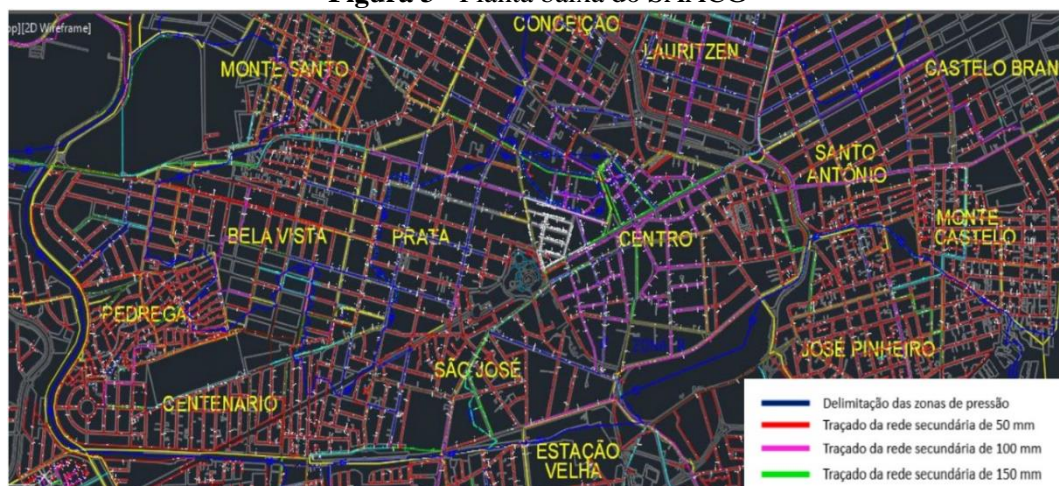 Figura 3 - Planta baixa do SAACG
op][2D Wireframe]
CONCEIÇÃO
LAURITZEN
MONTE SANTO
CASTELO BRAN
SANTO
ANTÔNIO
MONTE
CASTELO
BELA VISTA
PRATA
CENTRO
PEDREGA
JOSÉ PINHEIRO
SÃO JOSÉ
CENTENARIO
ESTAÇÃO
VELHA
Delimitação das zonas de pressão
Traçado da rede secundária de 50 mm
Traçado da rede secundária de 100 mm
Traçado da rede secundária de 150 mm